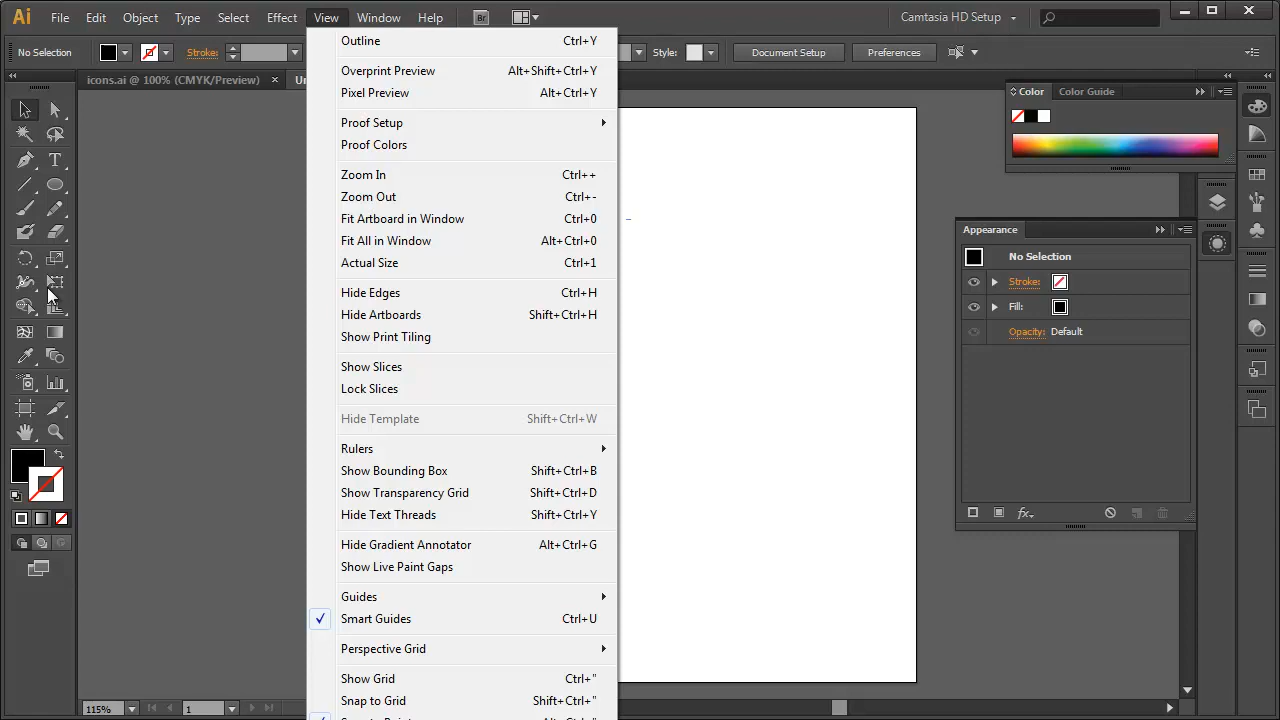 Ai File Edit Object Type Select Effect View Window Help Br Camtasia HD Setup
No Selection Stroke: Style: Document Setup Preferences
icons.ai @ 100% (CMYK/Preview) ×
Outline Ctrl+Y
Overprint Preview Alt+Shift+Ctrl+Y
Pixel Preview Alt+Ctrl+Y
Proof Setup
Proof Colors
Zoom In Ctrl++
Zoom Out Ctrl+-
Fit Artboard in Window Ctrl+0
Fit All in Window Alt+Ctrl+0
Actual Size Ctrl+1
Hide Edges Ctrl+H
Hide Artboards Shift+Ctrl+H
Show Print Tiling
Show Slices
Lock Slices
Hide Template Shift+Ctrl+W
Rulers
Show Bounding Box Shift+Ctrl+B
Show Transparency Grid Shift+Ctrl+D
Hide Text Threads Shift+Ctrl+Y
Hide Gradient Annotator Alt+Ctrl+G
Show Live Paint Gaps
Guides
Smart Guides Ctrl+U
Perspective Grid
Show Grid Ctrl+"
Snap to Grid Shift+Ctrl+"
Color Color Guide
Appearance
No Selection
Stroke:
Fill:
Opacity: Default
fx
115% 1